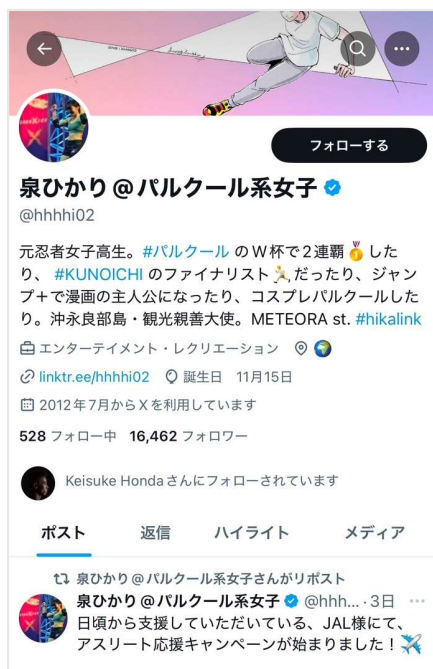 フォローする
泉ひかり@パルクール系女子
@hhhhi02
元忍者女子高生。#パルクール のW杯で2連覇🥇した
り、 #KUNOICHI のファイナリスト🏃だったり、ジャン
プ+で漫画の主人公になったり、コスプレパルクールした
り。沖永良部島・観光親善大使。METEORA st. #hikalink
エンターテイメント・レクリエーション 🌍
linktr.ee/hhhhi02 誕生日 11月15日
2012年7月からXを利用しています
528 フォロー中 16,462 フォロワー
Keisuke Hondaさんにフォローされています
ポスト 返信 ハイライト メディア
泉ひかり@パルクール系女子さんがリポスト
泉ひかり@パルクール系女子 @hhh... · 3日
日頃から支援していただいている、JAL様にて、
アスリート応援キャンペーンが始まりました!✈️